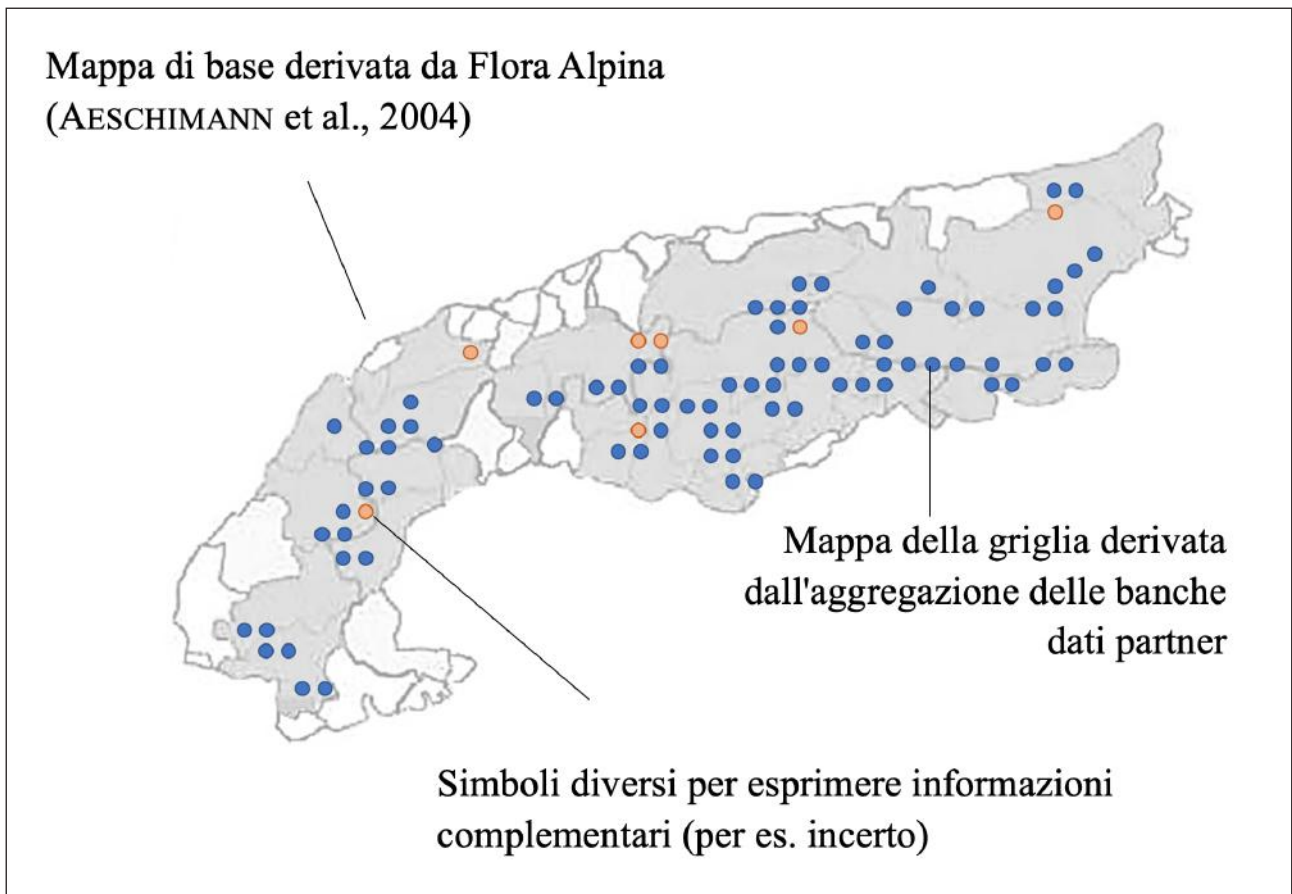 Mappa di base derivata da Flora Alpina
(AESCHIMANN et al., 2004)
Mappa della griglia derivata
dall'aggregazione delle banche
dati partner
Simboli diversi per esprimere informazioni
complementari (per es. incerto)